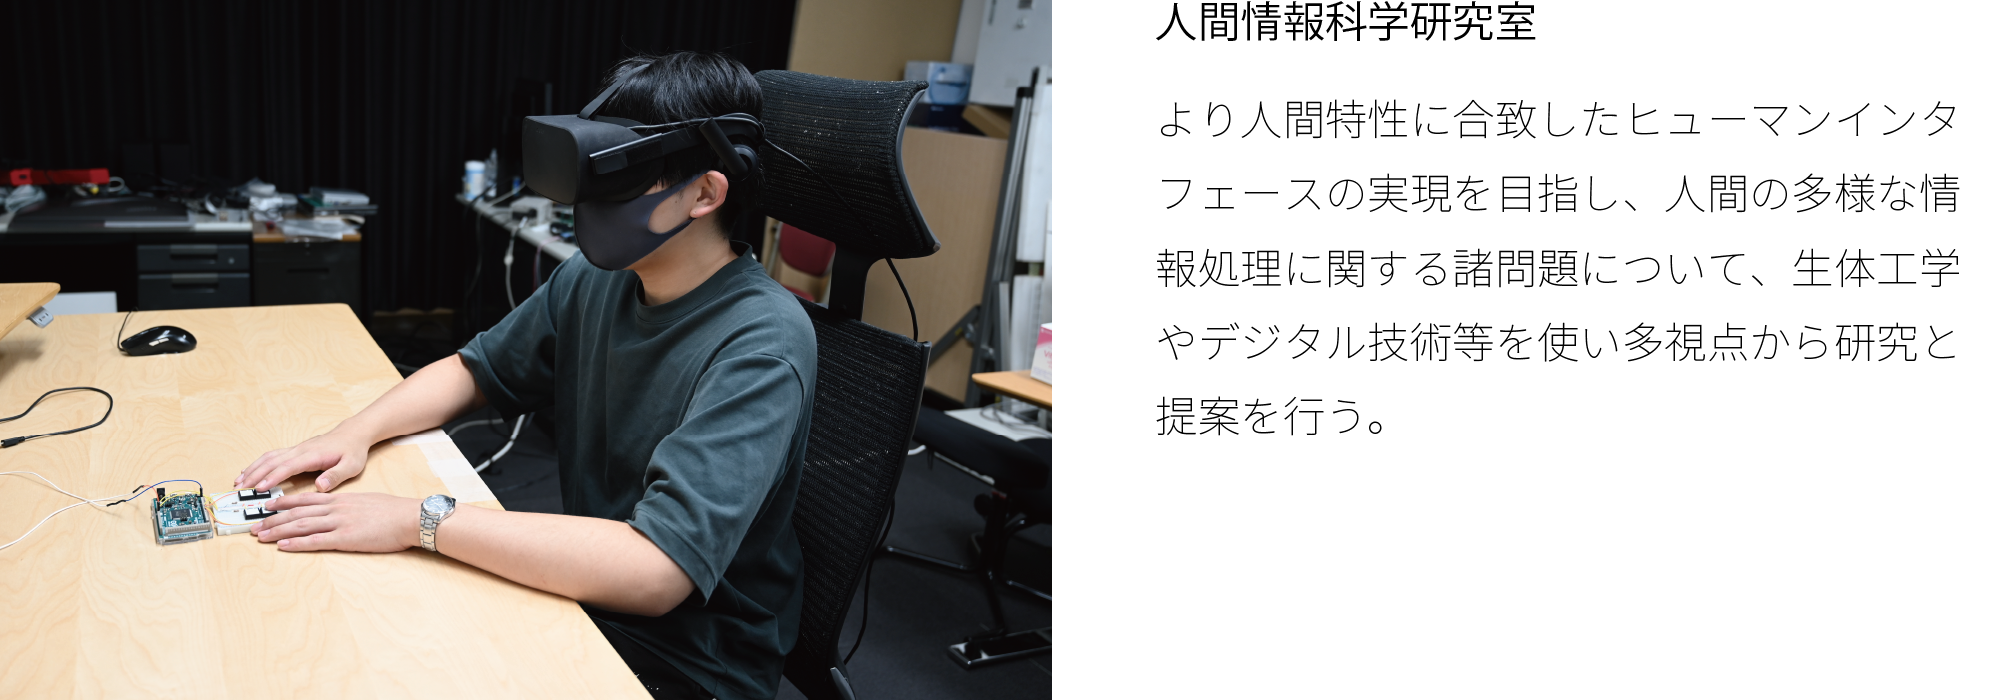 人間情報科学研究室
より人間特性に合致したヒューマンインタ
フェースの実現を目指し、人間の多様な情
報処理に関する諸問題について、生体工学
やデジタル技術等を使い多視点から研究と
提案を行う。